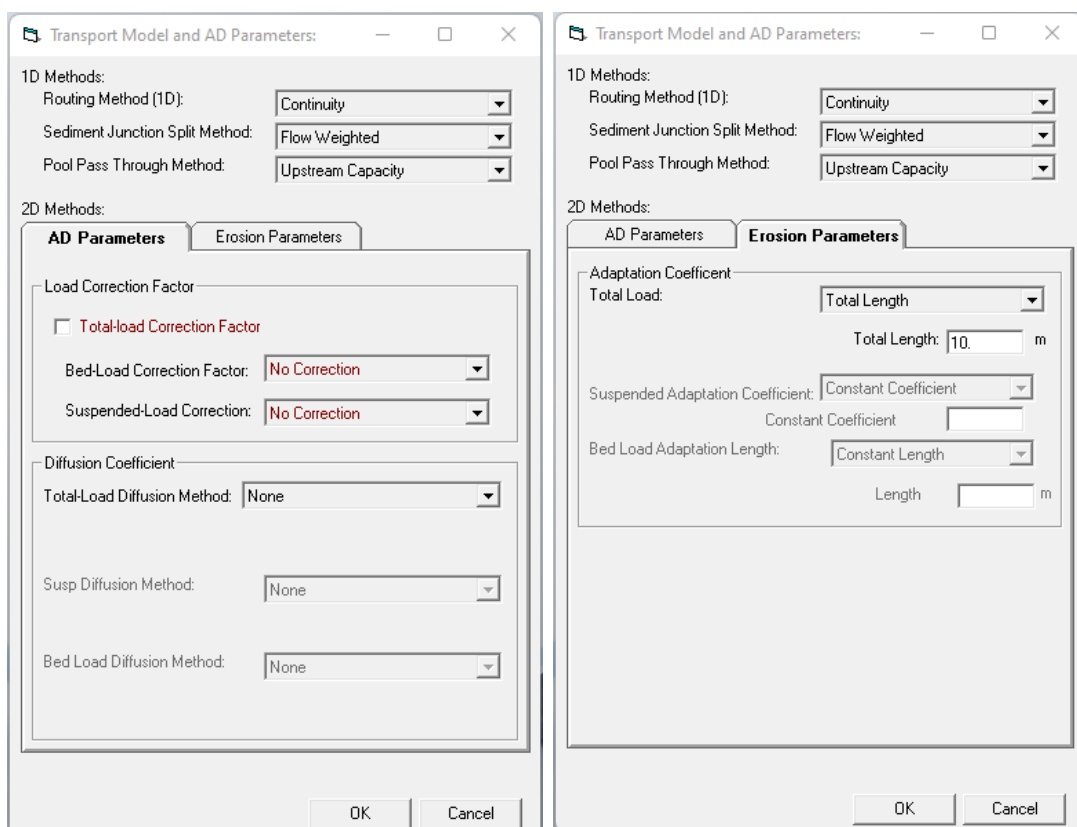 Transport Model and AD Parameters:
1D Methods:
Routing Method (1D): Continuity
Sediment Junction Split Method: Flow Weighted
Pool Pass Through Method: Upstream Capacity
2D Methods:
AD Parameters Erosion Parameters
Load Correction Factor
Total-load Correction Factor
Bed-Load Correction Factor: No Correction
Suspended-Load Correction: No Correction
Diffusion Coefficient
Total-Load Diffusion Method: None
Susp Diffusion Method: None
Bed Load Diffusion Method: None
OK Cancel
Transport Model and AD Parameters:
1D Methods:
Routing Method (1D): Continuity
Sediment Junction Split Method: Flow Weighted
Pool Pass Through Method: Upstream Capacity
2D Methods:
AD Parameters Erosion Parameters
Adaptation Coefficent
Total Load: Total Length
Total Length: 10. m
Suspended Adaptation Coefficient: Constant Coefficient
Constant Coefficient
Bed Load Adaptation Length: Constant Length
Length m
OK Cancel